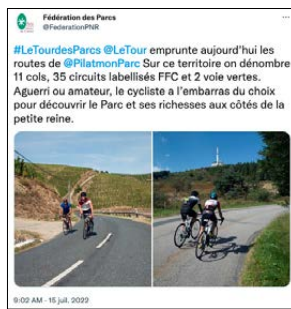 Fédération des Parcs
@FederationPNR
#LeTourdesParcs @LeTour emprunte aujourd'hui les
routes de @PilatmonParc Sur ce territoire on dénombre
11 cols, 35 circuits labellisés FFC et 2 voie vertes.
Aguerri ou amateur, le cycliste a l'embarras du choix
pour découvrir le Parc et ses richesses aux côtés de la
petite reine.
9:02 AM · 15 juil. 2022